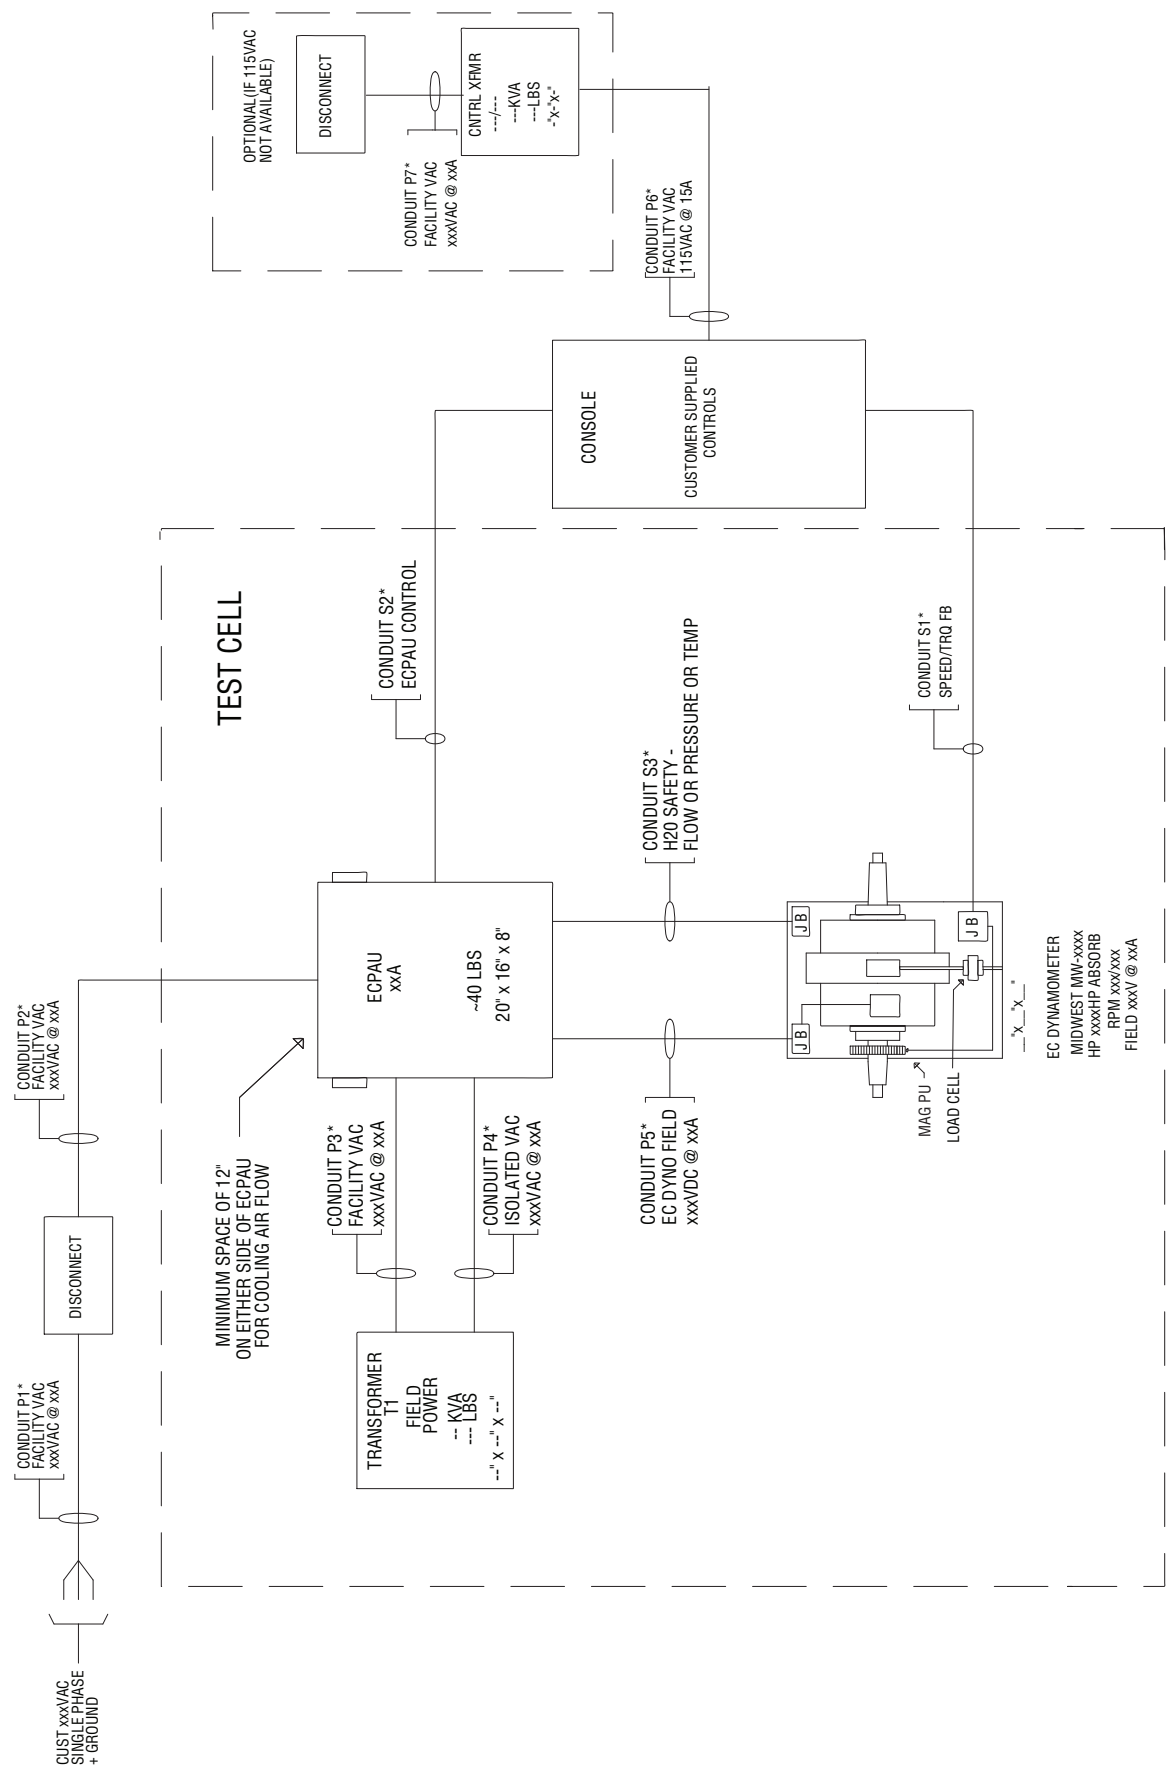 CUST xxxVAC
SINGLE PHASE
+ GROUND
CONDUIT P1*
FACILITY VAC
xxxVAC @ xxA
DISCONNECT
CONDUIT P2*
FACILITY VAC
xxxVAC @ xxA
OPTIONAL(IF 115VAC
NOT AVAILABLE)
DISCONNECT
CONDUIT P7*
FACILITY VAC
xxxVAC @ xxA
CNTRL XFMR
---/---
---KVA
---LBS
-"x-"x-"
CONDUIT P6*
FACILITY VAC
115VAC @ 15A
TEST CELL
MINIMUM SPACE OF 12"
ON EITHER SIDE OF ECPAU
FOR COOLING AIR FLOW
TRANSFORMER
T1
FIELD
POWER
-- KVA
--- LBS
--" x --" x --"
CONDUIT P3*
FACILITY VAC
xxxVAC @ xxA
CONDUIT P4*
ISOLATED VAC
xxxVAC @ xxA
ECPAU
xxA
~40 LBS
20" x 16" x 8"
CONDUIT S2*
ECPAU CONTROL
CONSOLE
CUSTOMER SUPPLIED
CONTROLS
CONDUIT P5*
EC DYNO FIELD
xxxVDC @ xxA
CONDUIT S3*
H20 SAFETY -
FLOW OR PRESSURE OR TEMP
CONDUIT S1*
SPEED/TRQ FB
JB
JB
JB
MAG PU
LOAD CELL
__"x__"x__"
EC DYNAMOMETER
MIDWEST MW-xxxx
HP xxxxHP ABSORB
RPM xxx/xxx
FIELD xxxV @ xxA